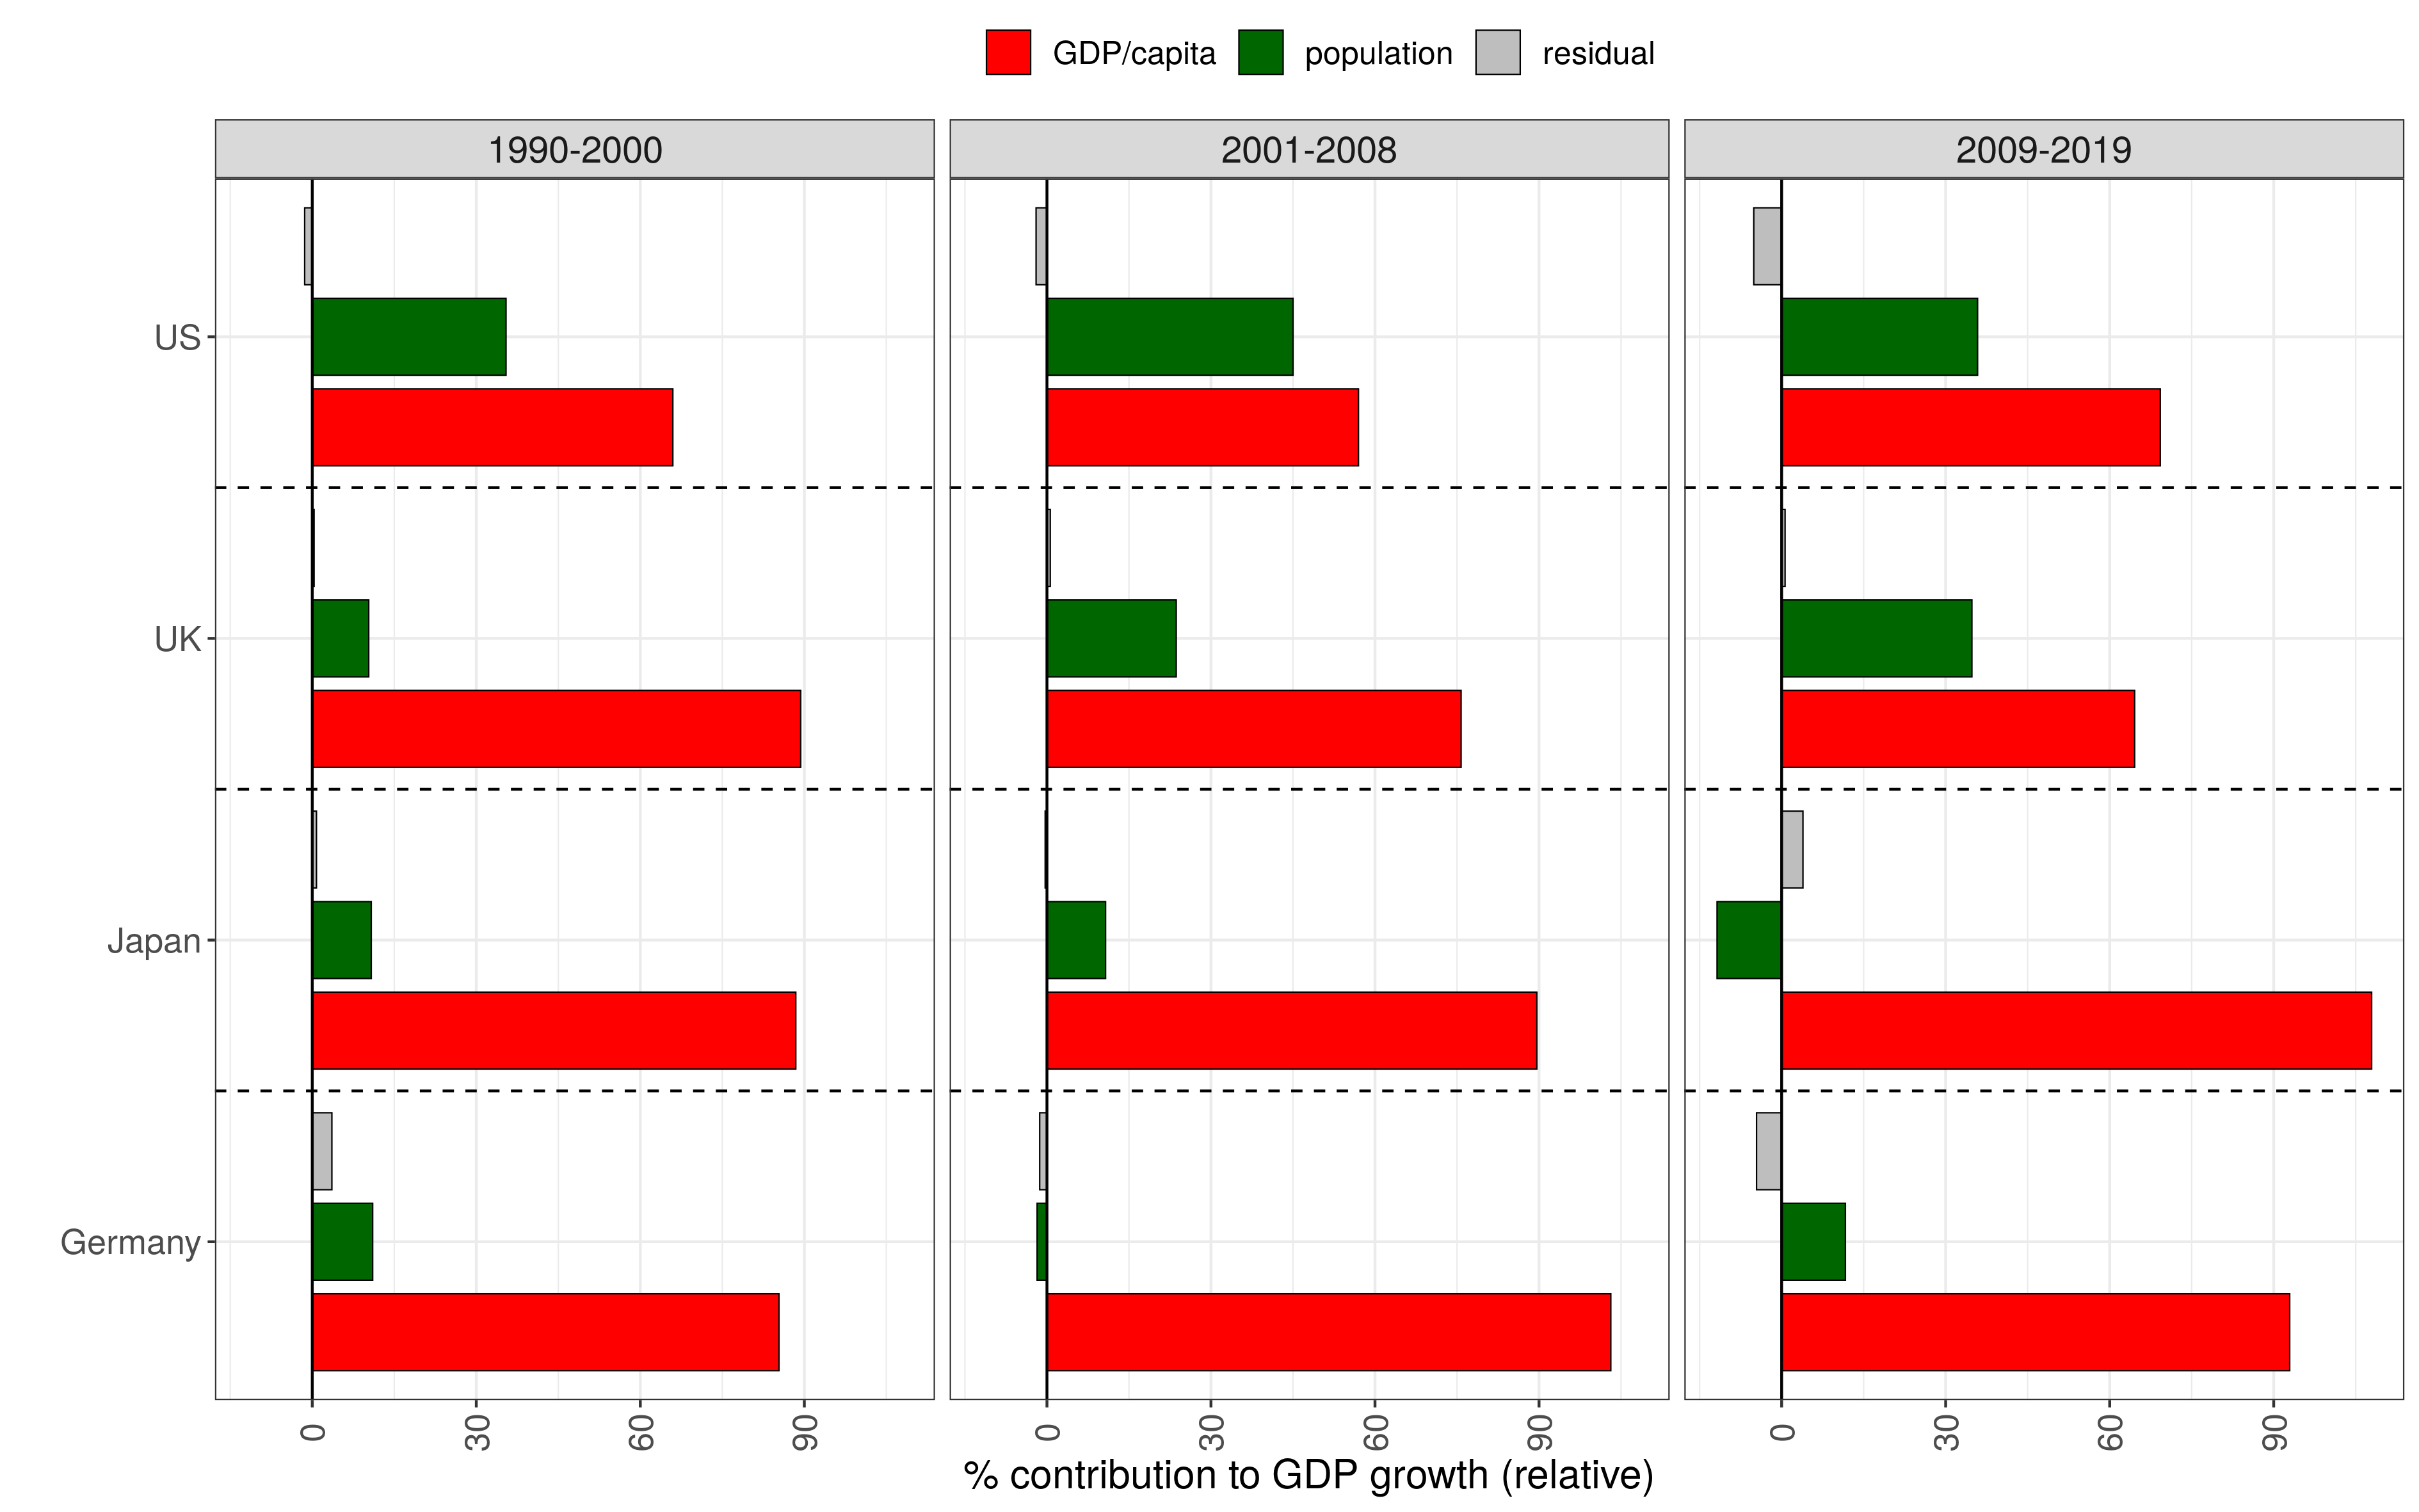 GDP/capita population residual
1990-2000 2001-2008 2009-2019
US
UK
Japan
Germany
0 30 60 90 0 30 60 90 0 30 60 90
% contribution to GDP growth (relative)